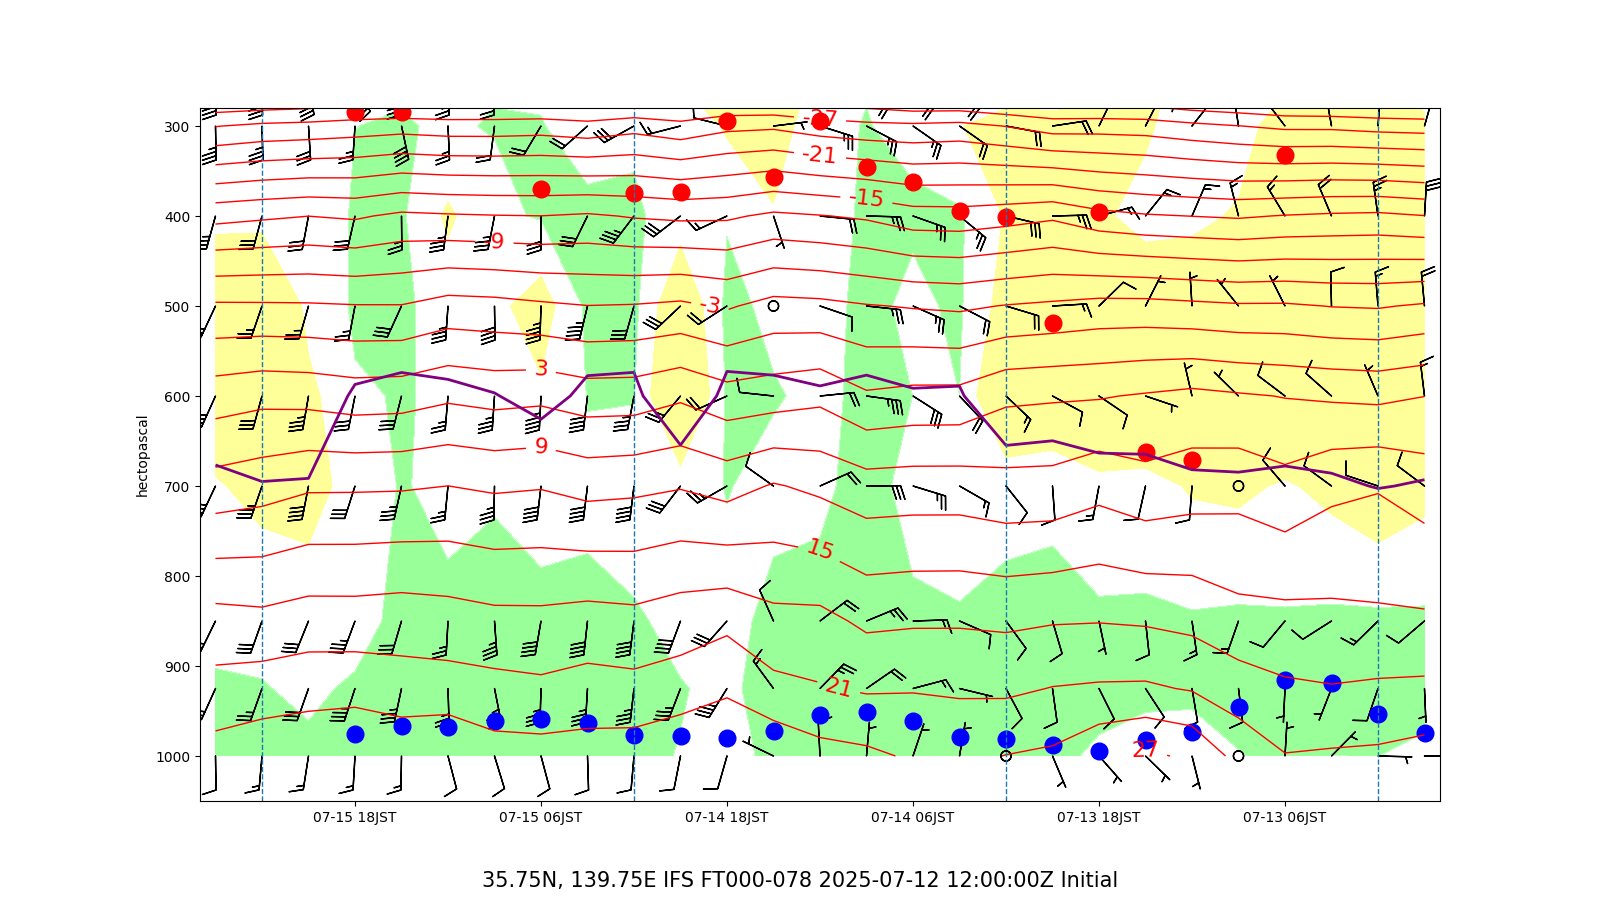 hectopascal
300
400
500
600
700
800
900
1000
-27
-21
-15
-9
-3
3
9
15
21
27
07-15 18JST
07-15 06JST
07-14 18JST
07-14 06JST
07-13 18JST
07-13 06JST
35.75N, 139.75E IFS FT000-078 2025-07-12 12:00:00Z Initial